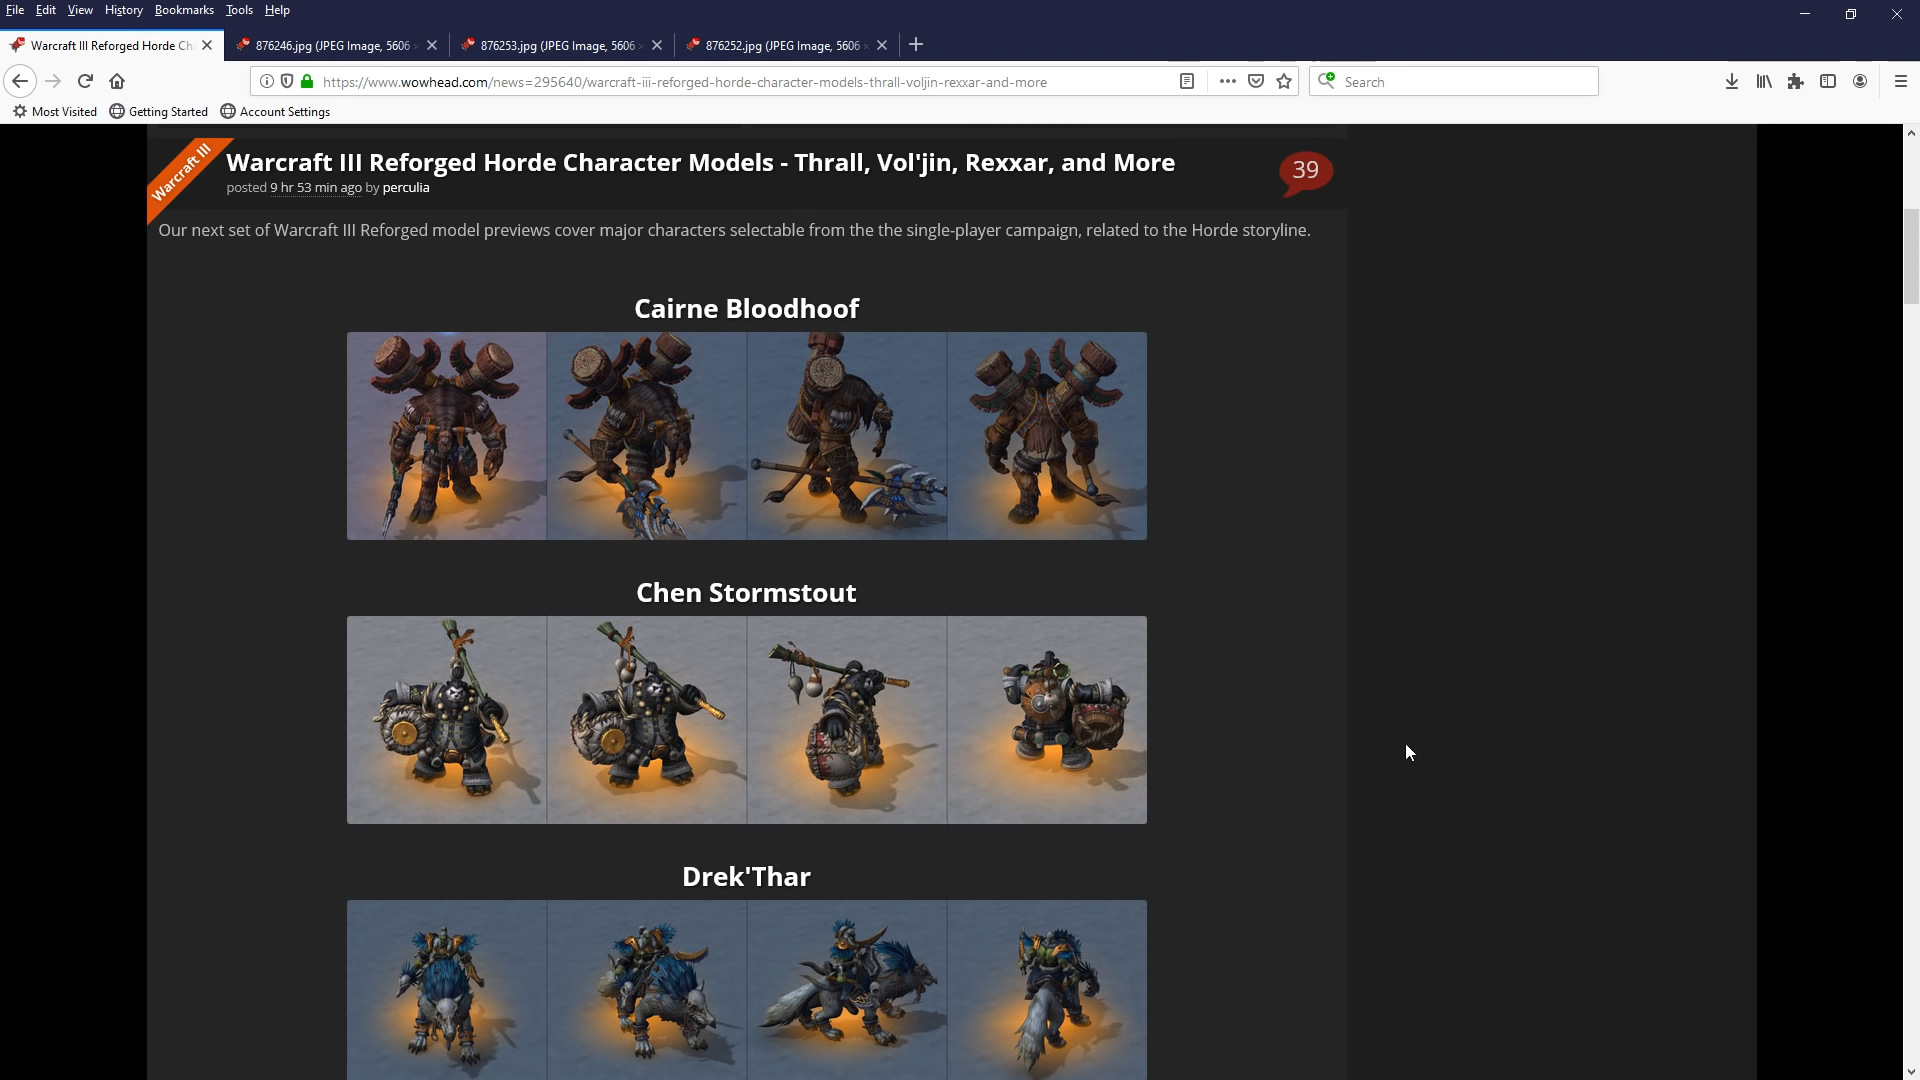 File Edit View History Bookmarks Tools Help
Warcraft III Reforged Horde Ch
876246.jpg (JPEG Image, 5606
876253.jpg (JPEG Image, 5606
876252.jpg (JPEG Image, 5606
https://www.wowhead.com/news=295640/warcraft-iii-reforged-horde-character-models-thrall-voljin-rexxar-and-more
Search
Most Visited Getting Started Account Settings
Warcraft III
Warcraft III Reforged Horde Character Models - Thrall, Vol'jin, Rexxar, and More
39
posted 9 hr 53 min ago by perculia
Our next set of Warcraft III Reforged model previews cover major characters selectable from the the single-player campaign, related to the Horde storyline.
Cairne Bloodhoof
Chen Stormstout
Drek'Thar